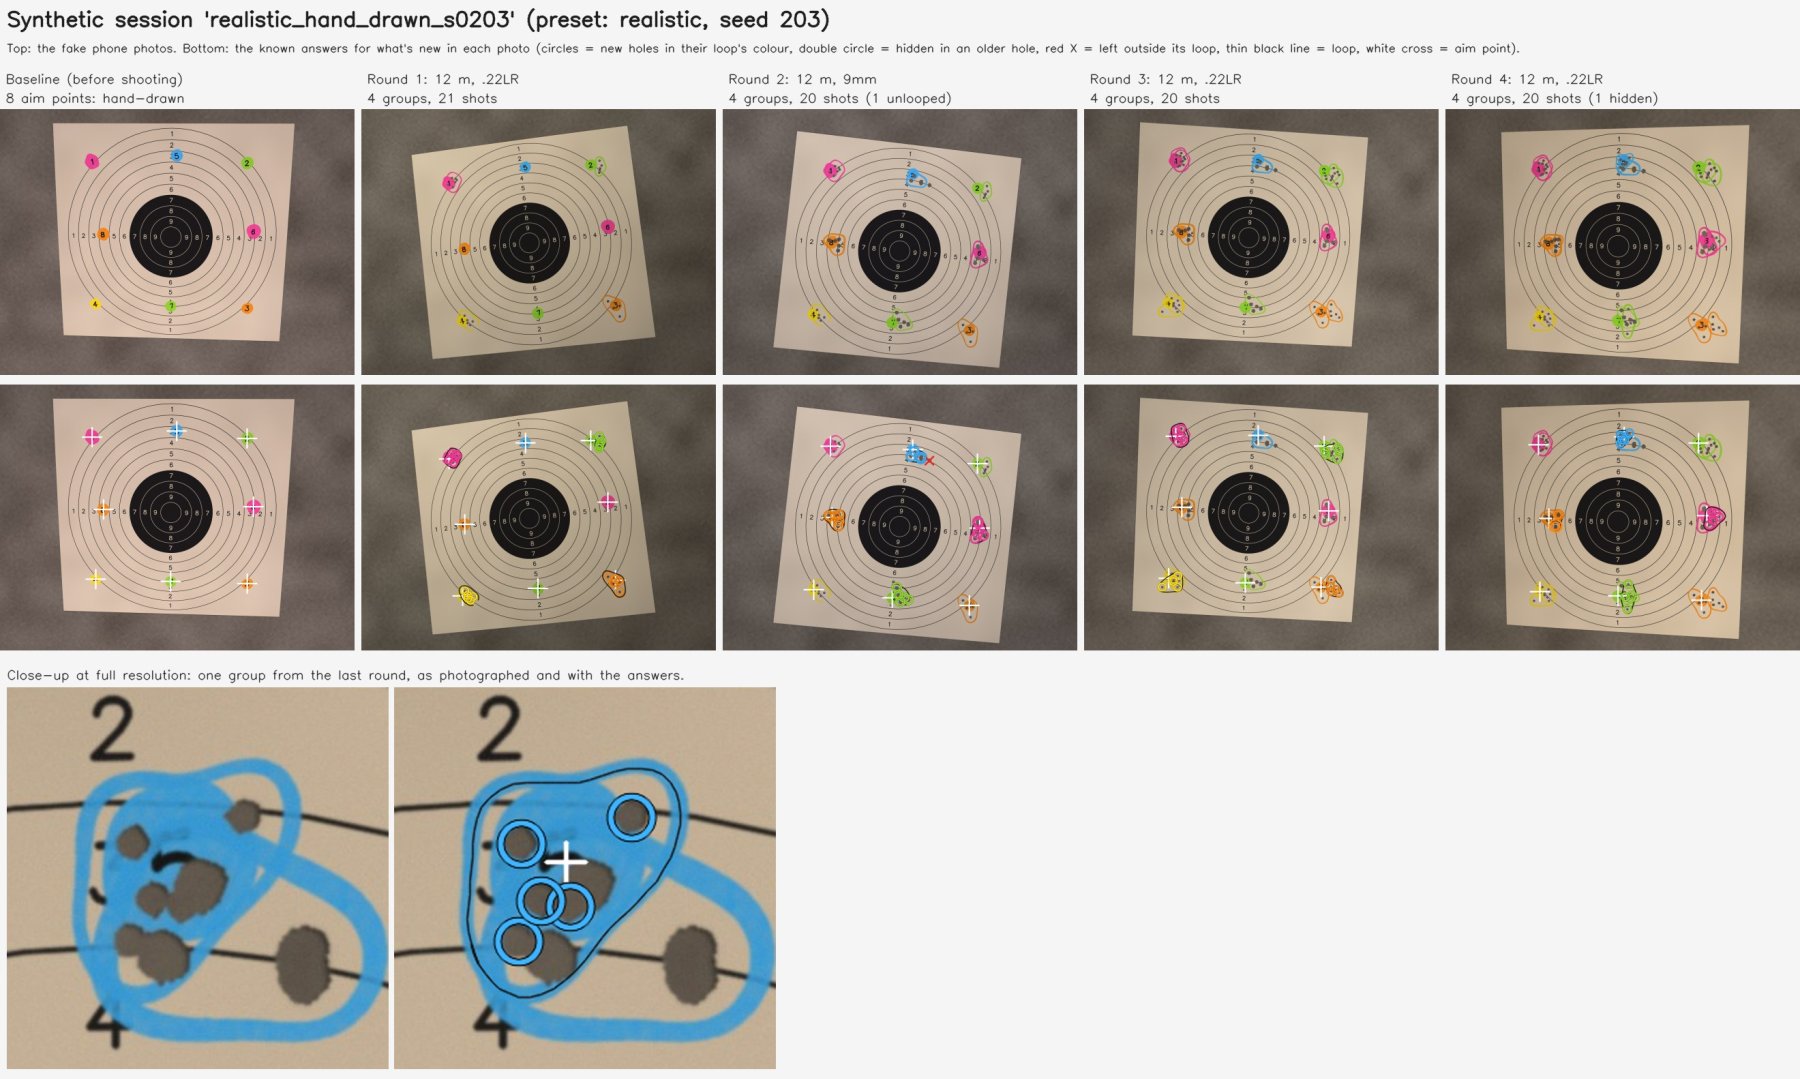 Synthetic session 'realistic_hand_drawn_s0203' (preset: realistic, seed 203)
Top: the fake phone photos. Bottom: the known answers for what's new in each photo (circles = new holes in their loop's colour, double circle = hidden in an older hole, red X = left outside its loop, thin black line = loop, white cross = aim point).
Baseline (before shooting)
8 aim points: hand-drawn
Round 1: 12 m, .22LR
4 groups, 21 shots
Round 2: 12 m, 9mm
4 groups, 20 shots (1 unlooped)
Round 3: 12 m, .22LR
4 groups, 20 shots
Round 4: 12 m, .22LR
4 groups, 20 shots (1 hidden)
Close-up at full resolution: one group from the last round, as photographed and with the answers.
2
4
2
4